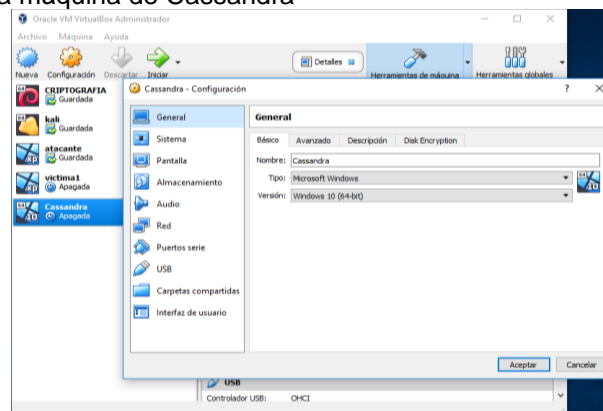 a máquina de Cassandra
Oracle VM VirtualBox Administrador
Archivo Máquina Ayuda
Nueva Configuración Descartar Iniciar Detalles Herramientas de máquina Herramientas globales
CRIPTOGRAFIA
Guardada
kali
Guardada
atacante
Guardada
victima1
Apagada
Cassandra
Apagada
Cassandra - Configuración ? X
General
Sistema
Pantalla
Almacenamiento
Audio
Red
Puertos serie
USB
Carpetas compartidas
Interfaz de usuario
General
Básico Avanzado Descripción Disk Encryption
Nombre: Cassandra
Tipo: Microsoft Windows
Versión: Windows 10 (64-bit)
Aceptar Cancelar
USB
Controlador USB: OHCI